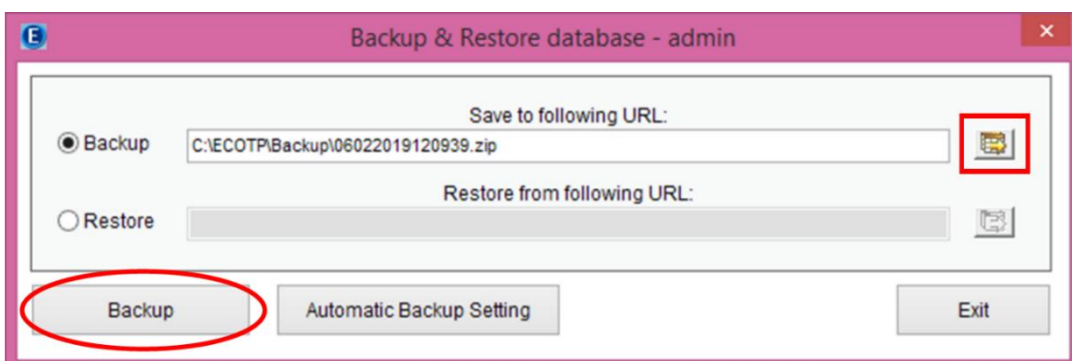 E
Backup & Restore database - admin
Save to following URL:
Backup C:\ECOTP\Backup\06022019120939.zip
Restore from following URL:
Restore
Backup Automatic Backup Setting Exit